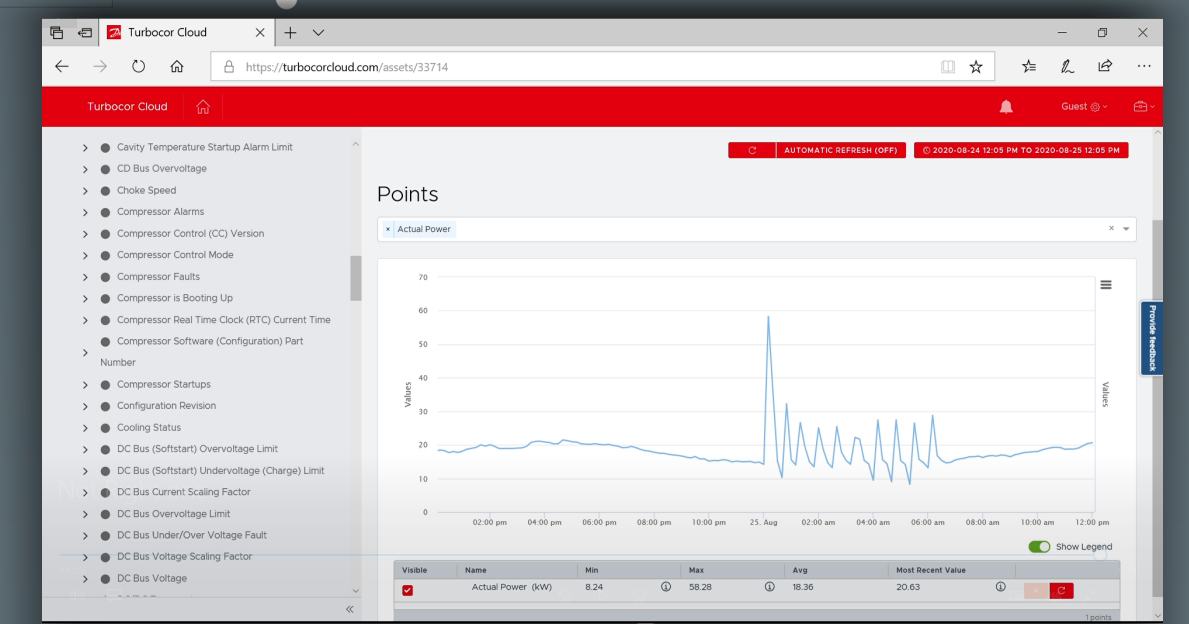 Turbocor Cloud
https://turbocorcloud.com/assets/33714
Turbocor Cloud
Guest
Cavity Temperature Startup Alarm Limit
CD Bus Overvoltage
Choke Speed
Compressor Alarms
Compressor Control (CC) Version
Compressor Control Mode
Compressor Faults
Compressor is Booting Up
Compressor Real Time Clock (RTC) Current Time
Compressor Software (Configuration) Part
Number
Compressor Startups
Configuration Revision
Cooling Status
DC Bus (Softstart) Overvoltage Limit
DC Bus (Softstart) Undervoltage (Charge) Limit
DC Bus Current Scaling Factor
DC Bus Overvoltage Limit
DC Bus Under/Over Voltage Fault
DC Bus Voltage Scaling Factor
DC Bus Voltage
AUTOMATIC REFRESH (OFF)
2020-08-24 12:05 PM TO 2020-08-25 12:05 PM
Points
× Actual Power
70
60
50
40
30
20
10
0
Values
Values
02:00 pm 04:00 pm 06:00 pm 08:00 pm 10:00 pm 25. Aug 02:00 am 04:00 am 06:00 am 08:00 am 10:00 am 12:00 pm
Show Legend
Visible Name Min Max Avg Most Recent Value
Actual Power (kW) 8.24 58.28 18.36 20.63
1 points
Provide feedback